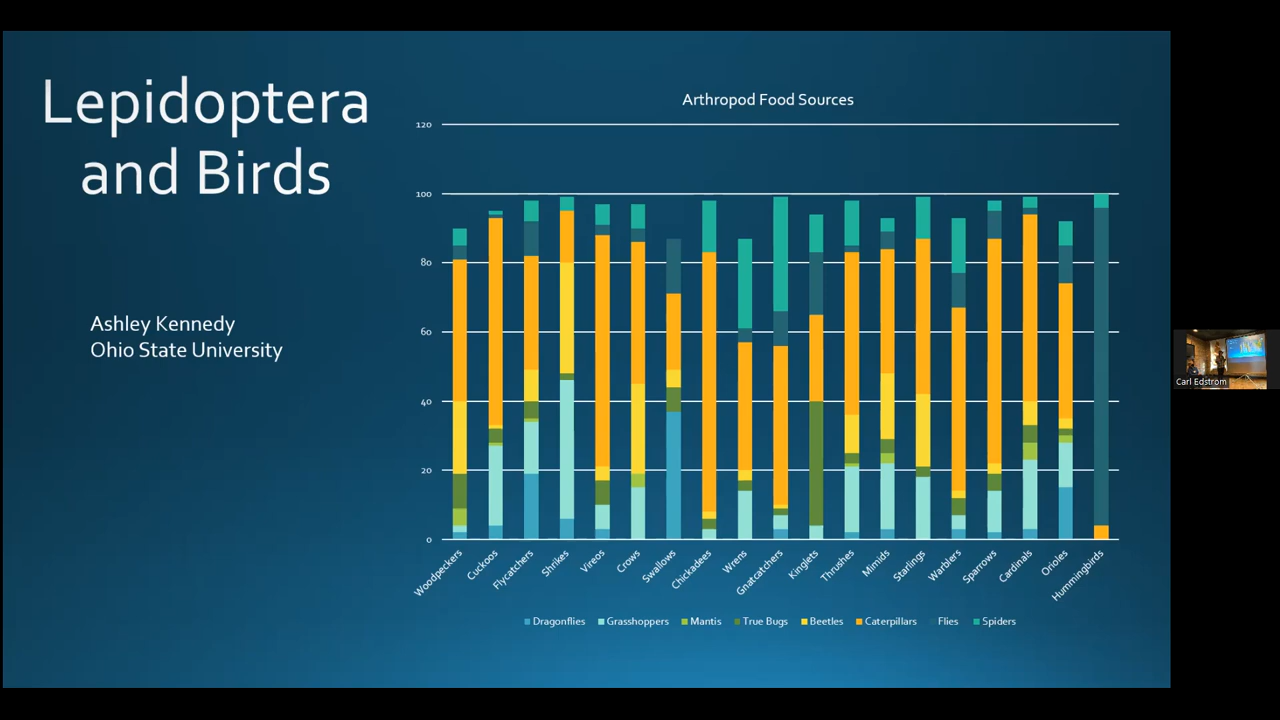 Lepidoptera
and Birds
Ashley Kennedy
Ohio State University
Arthropod Food Sources
120
100
80
60
40
20
0
Woodpeckers
Cuckoos
Flycatchers
Shrikes
Vireos
Crows
Swallows
Chickadees
Wrens
Gnatcatchers
Kinglets
Thrushes
Mimids
Starlings
Warblers
Sparrows
Cardinals
Orioles
Hummingbirds
Dragonflies Grasshoppers Mantis True Bugs Beetles Caterpillars Flies Spiders
Carl Edstrom